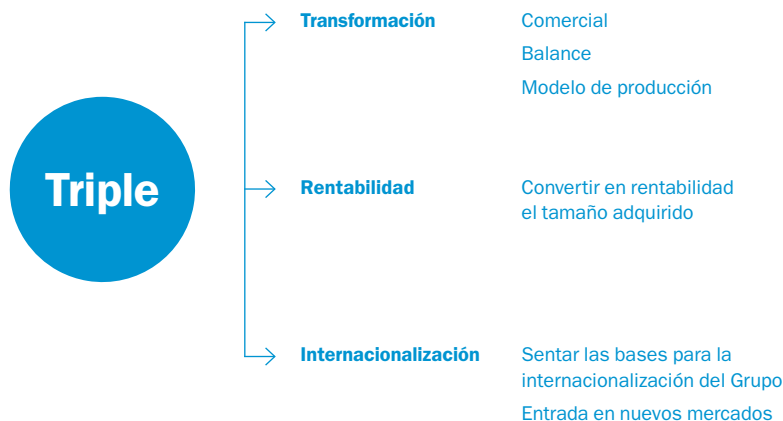 Triple
Transformación
Comercial
Balance
Modelo de producción
Rentabilidad
Convertir en rentabilidad
el tamaño adquirido
Internacionalización
Sentar las bases para la
internacionalización del Grupo
Entrada en nuevos mercados